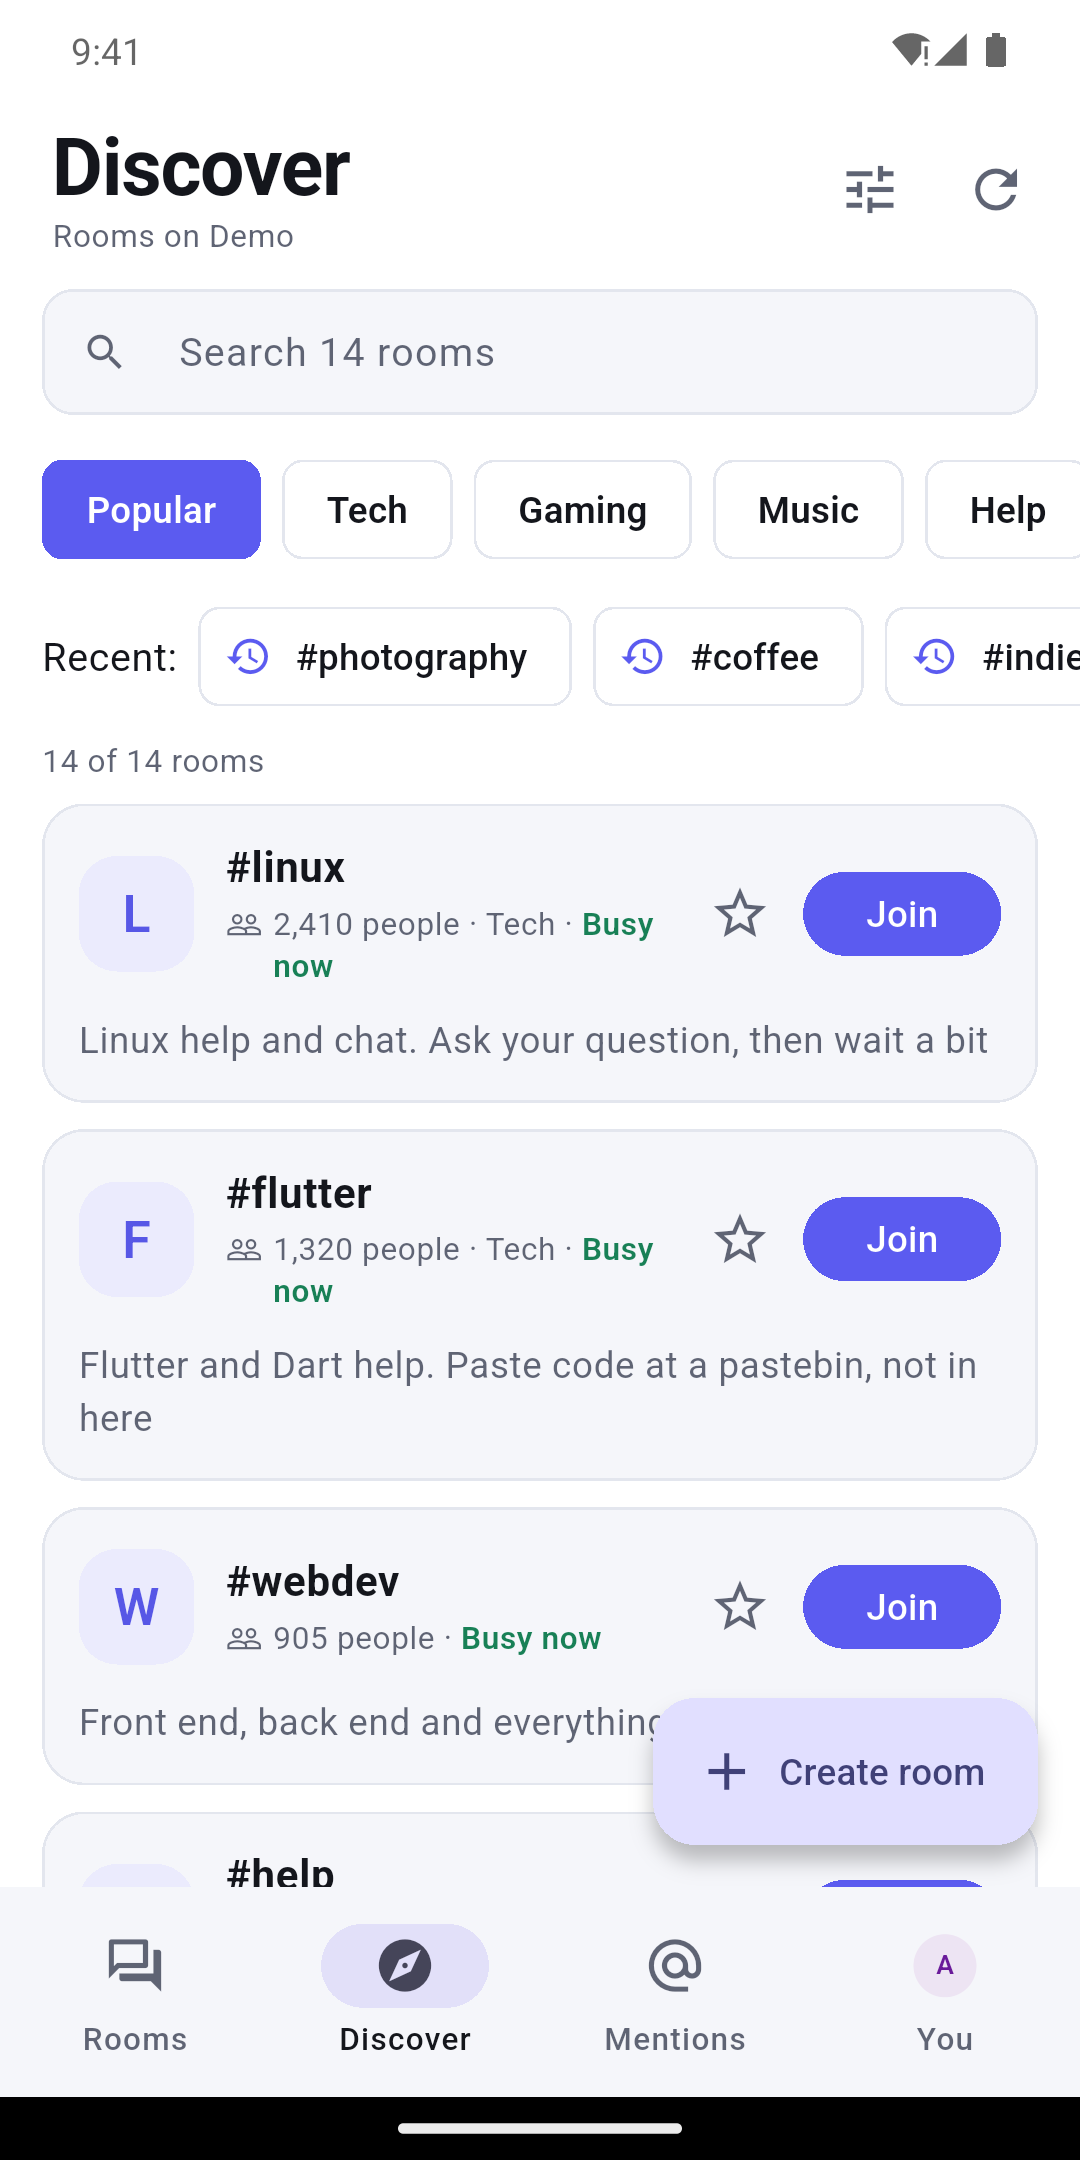 9:41
Discover
Rooms on Demo
Search 14 rooms
Popular Tech Gaming Music Help
Recent: #photography #coffee #indie
14 of 14 rooms
L
#linux
2,410 people · Tech · Busy
now
Join
Linux help and chat. Ask your question, then wait a bit
F
#flutter
1,320 people · Tech · Busy
now
Join
Flutter and Dart help. Paste code at a pastebin, not in
here
W
#webdev
905 people · Busy now
Join
Front end, back end and everything
Create room
#help
Rooms Discover Mentions A You